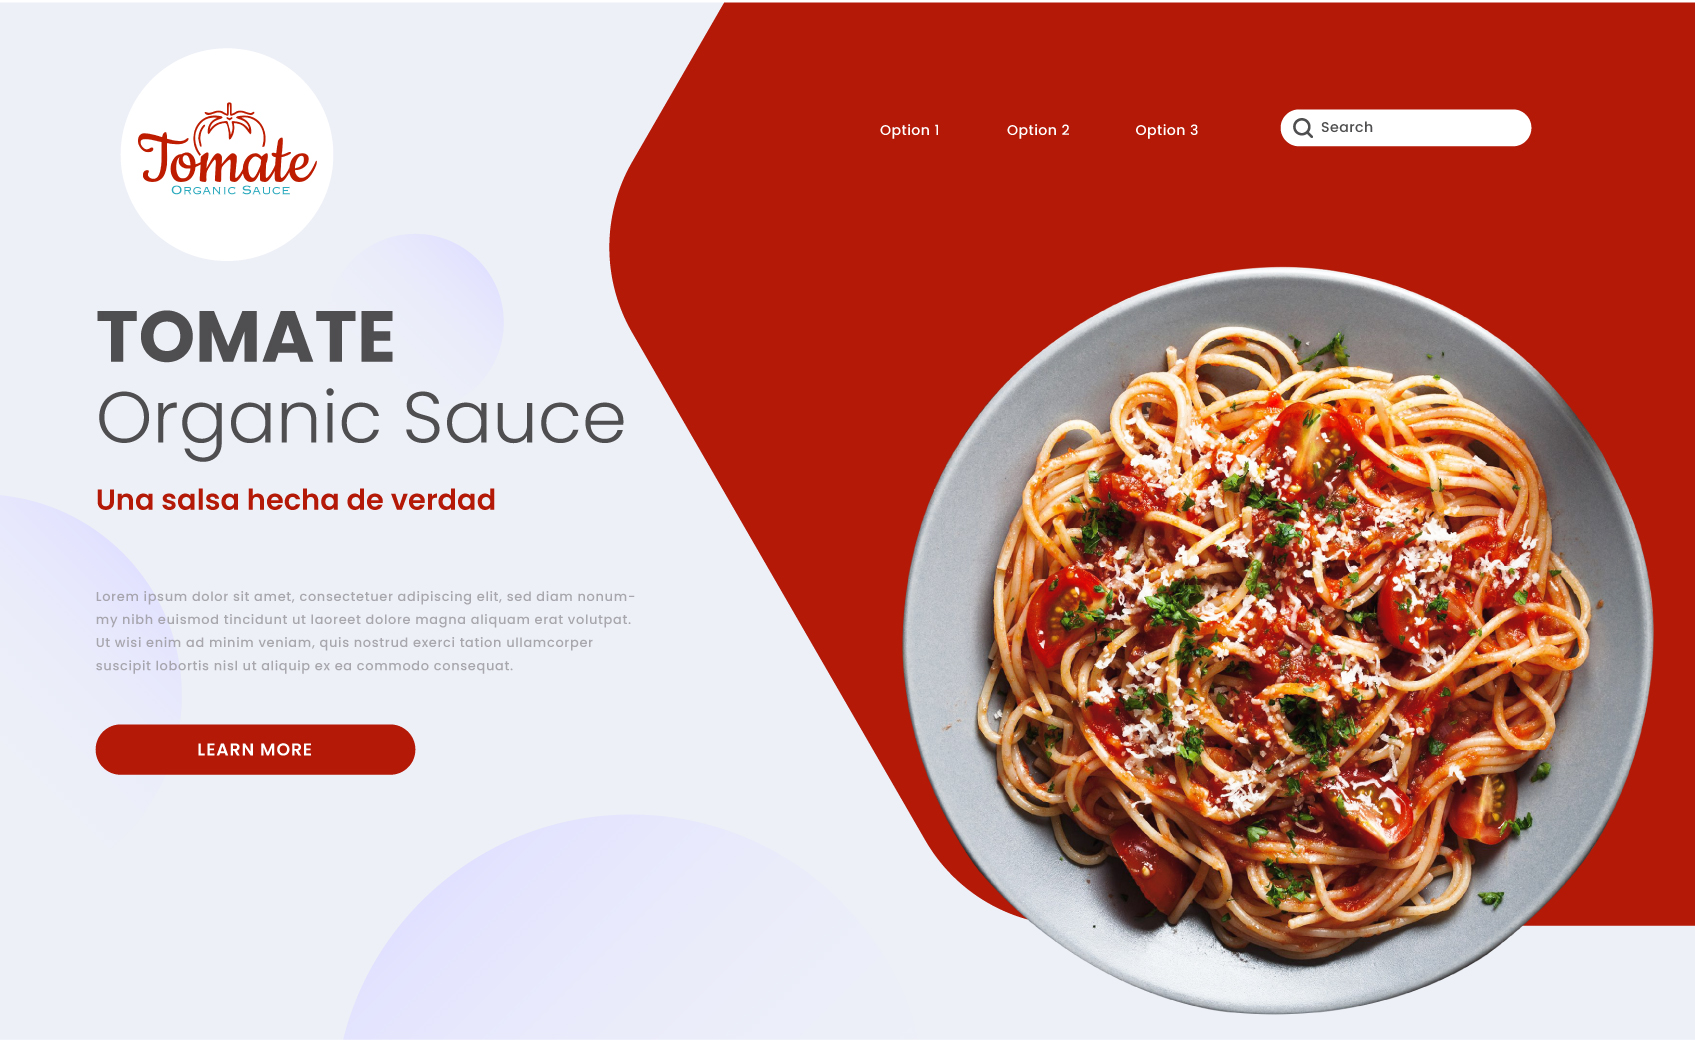 Tomate
Organic Sauce
Option 1
Option 2
Option 3
Search
TOMATE
Organic Sauce
Una salsa hecha de verdad
Lorem ipsum dolor sit amet, consectetuer adipiscing elit, sed diam nonum-
my nibh euismod tincidunt ut laoreet dolore magna aliquam erat volutpat.
Ut wisi enim ad minim veniam, quis nostrud exerci tation ullamcorper
suscipit lobortis nisl ut aliquip ex ea commodo consequat.
LEARN MORE